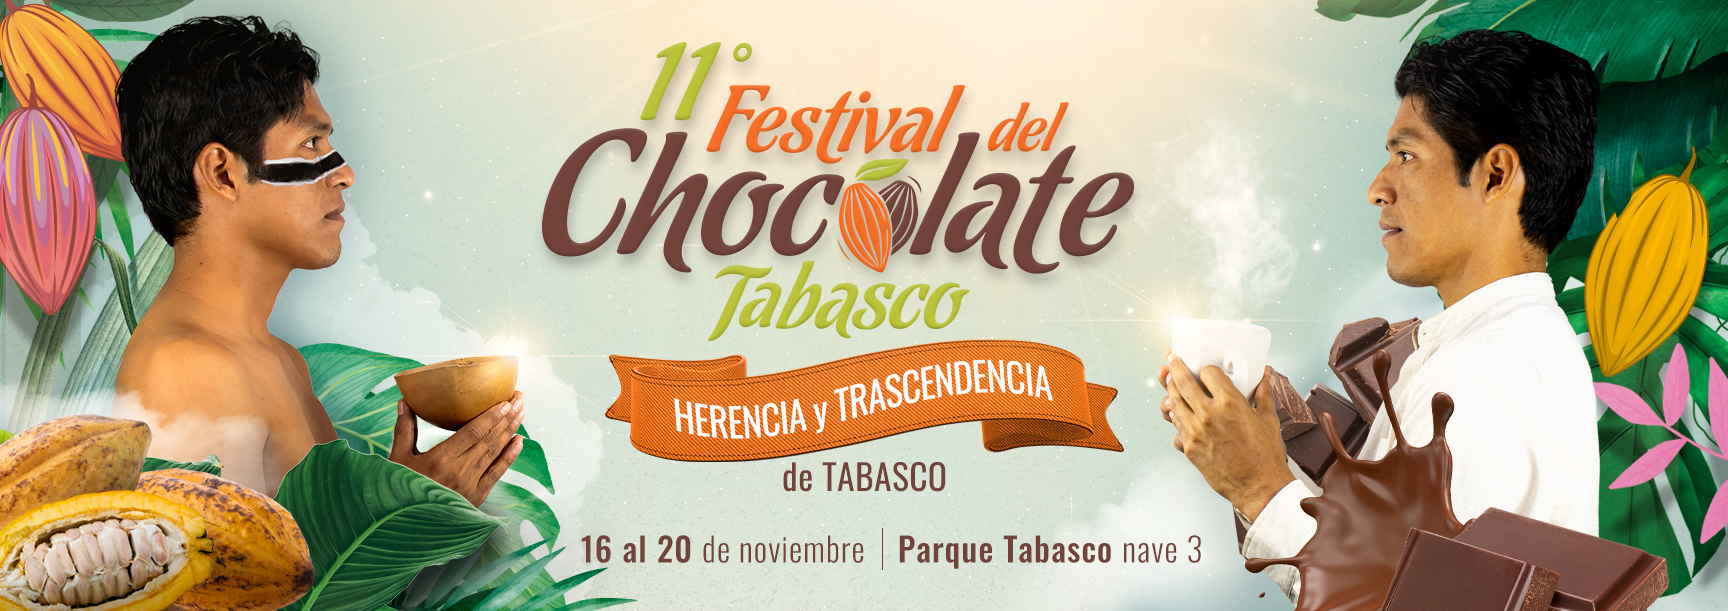 11°
Festival del
Chocolate
Tabasco
HERENCIA y TRASCENDENCIA
de TABASCO
16 al 20 de noviembre | Parque Tabasco nave 3